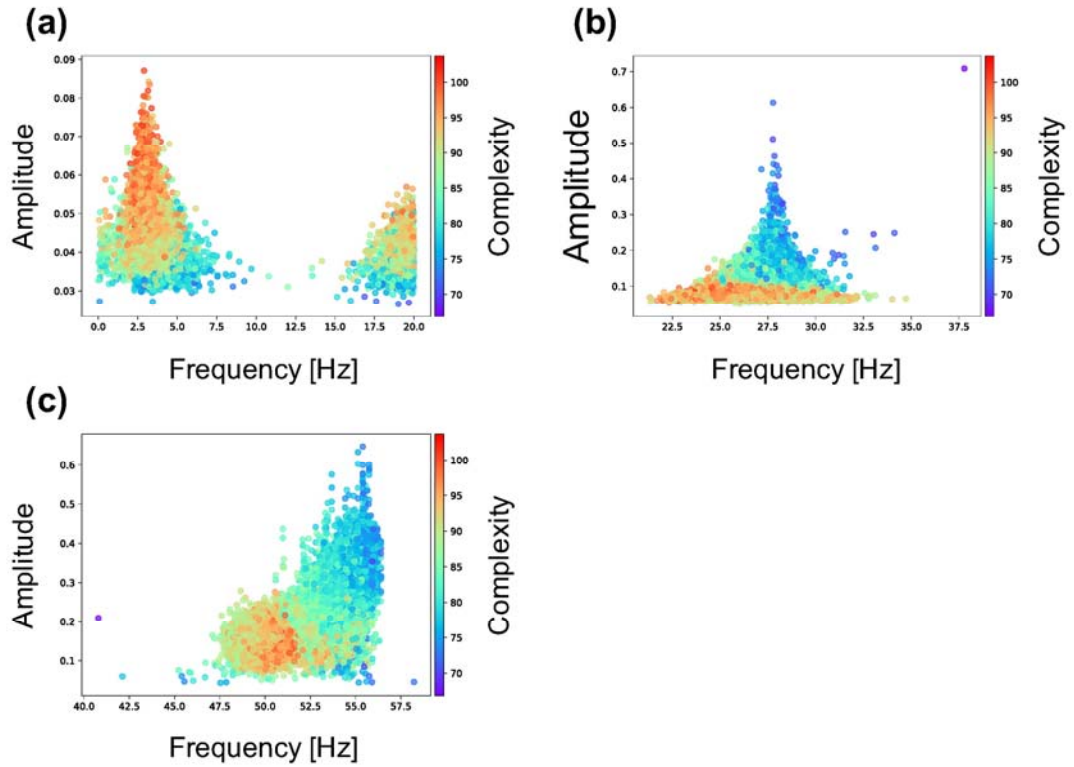 (a)
0.09
0.08
0.07
0.06
0.05
0.04
0.03
Amplitude
0.0 2.5 5.0 7.5 10.0 12.5 15.0 17.5 20.0
Frequency [Hz]
100
95
90
85
80
75
70
Complexity
(b)
0.7
0.6
0.5
0.4
0.3
0.2
0.1
Amplitude
22.5 25.0 27.5 30.0 32.5 35.0 37.5
Frequency [Hz]
100
95
90
85
80
75
70
Complexity
(c)
0.6
0.5
0.4
0.3
0.2
0.1
Amplitude
40.0 42.5 45.0 47.5 50.0 52.5 55.0 57.5
Frequency [Hz]
100
95
90
85
80
75
70
Complexity